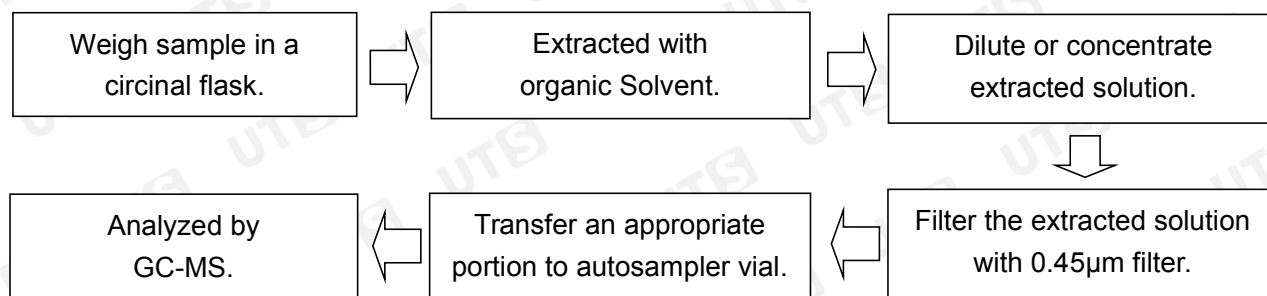 Weigh sample in a
circinal flask.
Extracted with
organic Solvent.
Dilute or concentrate
extracted solution.
Filter the extracted solution
with 0.45µm filter.
Transfer an appropriate
portion to autosampler vial.
Analyzed by
GC-MS.